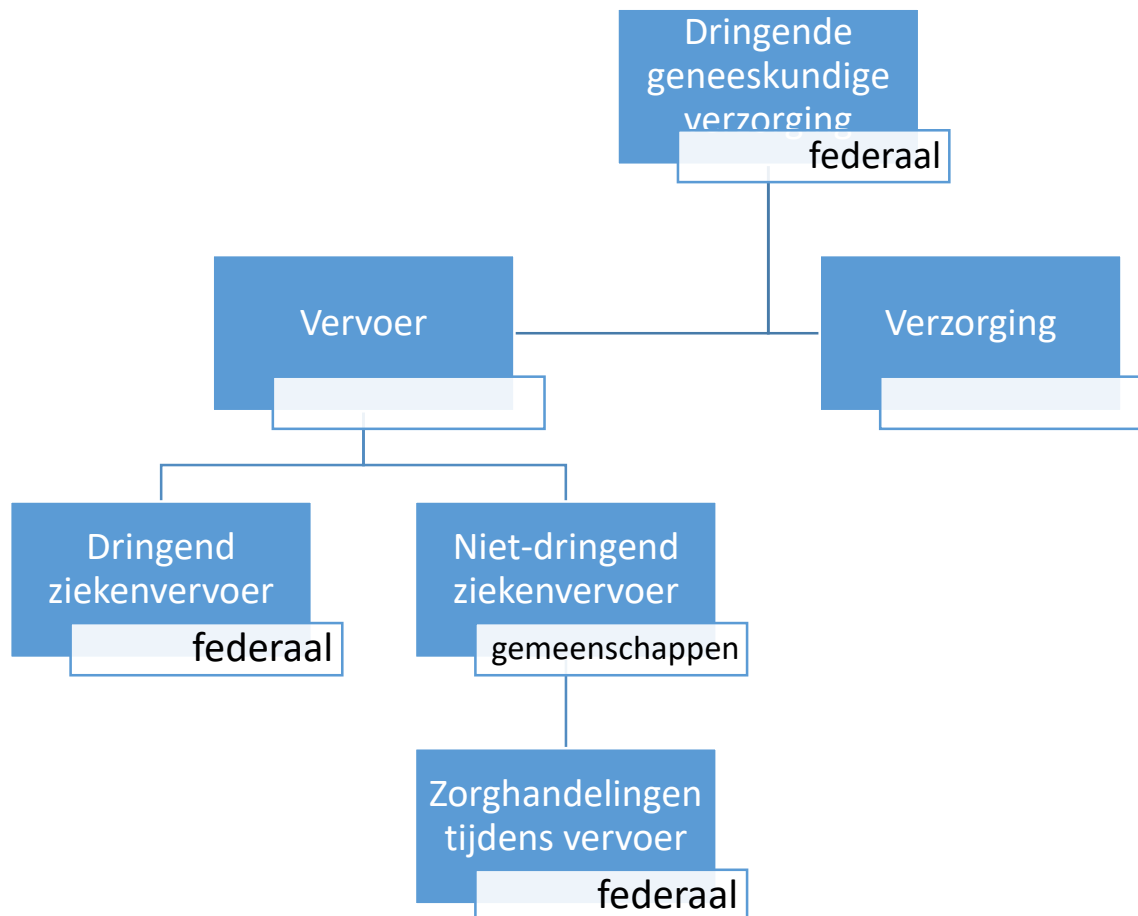 Dringende
geneeskundige
verzorging
federaal
Vervoer
Verzorging
Dringend
ziekenvervoer
federaal
Niet-dringend
ziekenvervoer
gemeenschappen
Zorghandelingen
tijdens vervoer
federaal